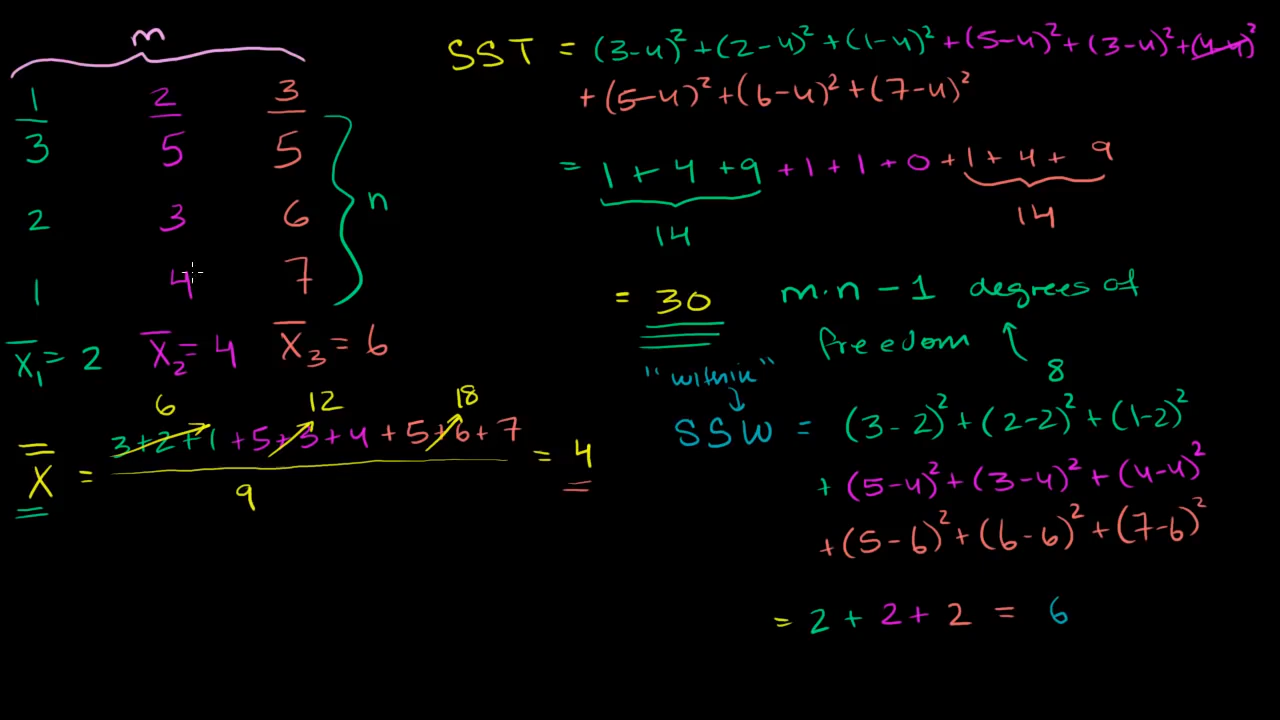 m
1 2 3
3 5 5
2 3 6
1 4 7
n
X̅₁ = 2 X̅₂ = 4 X̅₃ = 6
6 12 18
X̿ = (3+2+1 + 5+3+4 + 5+6+7) / 9 = 4
SST = (3-4)² + (2-4)² + (1-4)² + (5-4)² + (3-4)² + (4-4)²
+ (5-4)² + (6-4)² + (7-4)²
= 1 + 4 + 9 + 1 + 1 + 0 + 1 + 4 + 9
14 14
= 30 m·n - 1 degrees of
freedom
8
"within"
SSW = (3-2)² + (2-2)² + (1-2)²
+ (5-4)² + (3-4)² + (4-4)²
+ (5-6)² + (6-6)² + (7-6)²
= 2 + 2 + 2 = 6